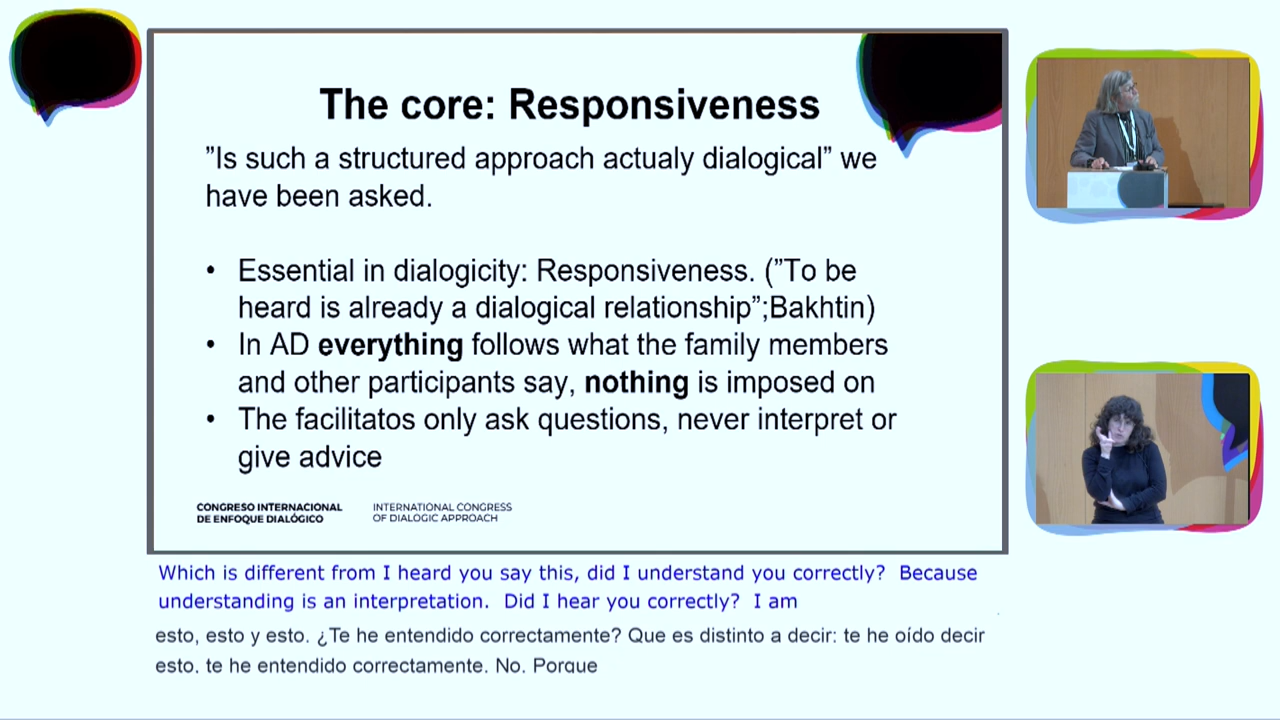 The core: Responsiveness
”Is such a structured approach actualy dialogical” we
have been asked.
• Essential in dialogicity: Responsiveness. (”To be
heard is already a dialogical relationship”;Bakhtin)
• In AD everything follows what the family members
and other participants say, nothing is imposed on
• The facilitatos only ask questions, never interpret or
give advice
CONGRESO INTERNACIONAL
DE ENFOQUE DIALÓGICO
INTERNATIONAL CONGRESS
OF DIALOGIC APPROACH
Which is different from I heard you say this, did I understand you correctly? Because
understanding is an interpretation. Did I hear you correctly? I am
esto, esto y esto. ¿Te he entendido correctamente? Que es distinto a decir: te he oído decir
esto, te he entendido correctamente. No. Porque